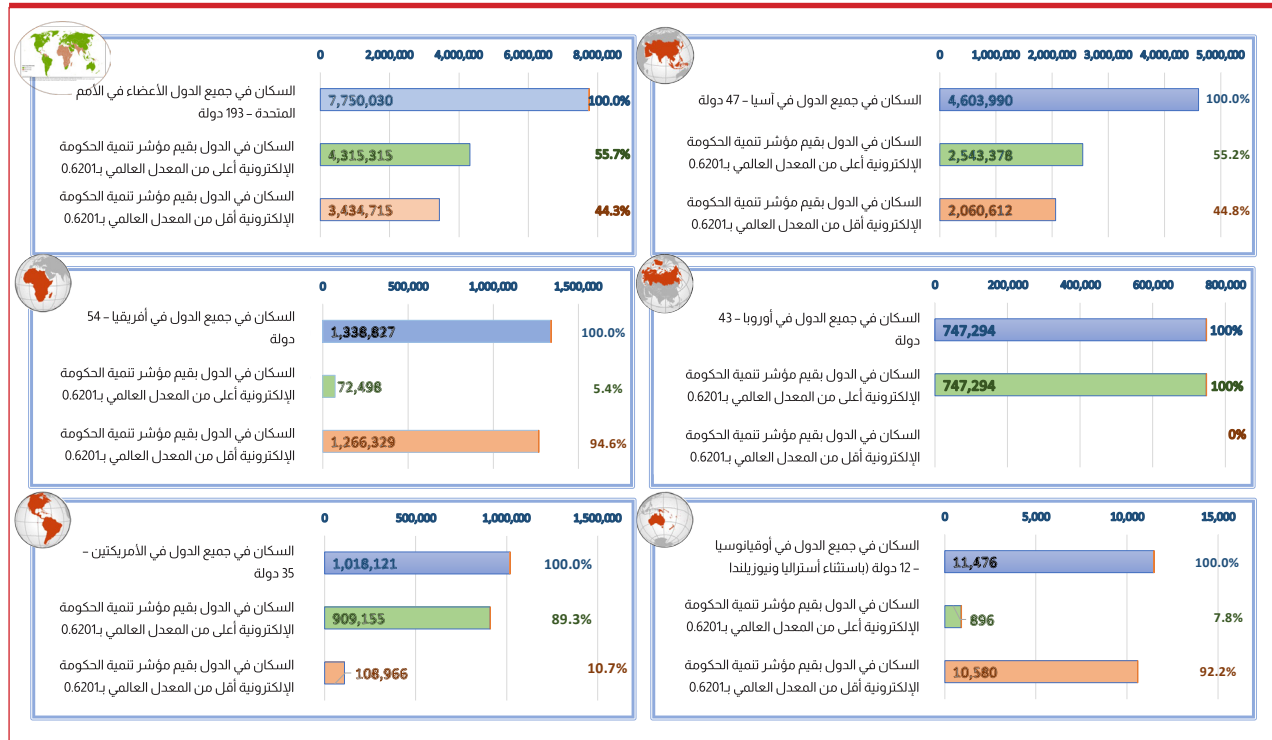 0 2,000,000 4,000,000 6,000,000 8,000,000
السكان في جميع الدول الأعضاء في الأمم
المتحدة – 193 دولة
7,750,030
100.0%
السكان في الدول بقيم مؤشر تنمية الحكومة
الإلكترونية أعلى من المعدل العالمي بـ0.6201
4,315,315
55.7%
السكان في الدول بقيم مؤشر تنمية الحكومة
الإلكترونية أقل من المعدل العالمي بـ0.6201
3,434,715
44.3%
0 1,000,000 2,000,000 3,000,000 4,000,000 5,000,000
السكان في جميع الدول في آسيا – 47 دولة
4,603,990
100.0%
السكان في الدول بقيم مؤشر تنمية الحكومة
الإلكترونية أعلى من المعدل العالمي بـ0.6201
2,543,378
55.2%
السكان في الدول بقيم مؤشر تنمية الحكومة
الإلكترونية أقل من المعدل العالمي بـ0.6201
2,060,612
44.8%
0 500,000 1,000,000 1,500,000
السكان في جميع الدول في أفريقيا – 54
دولة
1,338,827
100.0%
السكان في الدول بقيم مؤشر تنمية الحكومة
الإلكترونية أعلى من المعدل العالمي بـ0.6201
72,498
5.4%
السكان في الدول بقيم مؤشر تنمية الحكومة
الإلكترونية أقل من المعدل العالمي بـ0.6201
1,266,329
94.6%
0 200,000 400,000 600,000 800,000
السكان في جميع الدول في أوروبا – 43
دولة
747,294
100%
السكان في الدول بقيم مؤشر تنمية الحكومة
الإلكترونية أعلى من المعدل العالمي بـ0.6201
747,294
100%
السكان في الدول بقيم مؤشر تنمية الحكومة
الإلكترونية أقل من المعدل العالمي بـ0.6201
0%
0 500,000 1,000,000 1,500,000
السكان في جميع الدول في الأمريكتين –
35 دولة
1,018,121
100.0%
السكان في الدول بقيم مؤشر تنمية الحكومة
الإلكترونية أعلى من المعدل العالمي بـ0.6201
909,155
89.3%
السكان في الدول بقيم مؤشر تنمية الحكومة
الإلكترونية أقل من المعدل العالمي بـ0.6201
108,966
10.7%
0 5,000 10,000 15,000
السكان في جميع الدول في أوقيانوسيا
– 12 دولة (باستثناء أستراليا ونيوزيلندا
11,476
100.0%
السكان في الدول بقيم مؤشر تنمية الحكومة
الإلكترونية أعلى من المعدل العالمي بـ0.6201
896
7.8%
السكان في الدول بقيم مؤشر تنمية الحكومة
الإلكترونية أقل من المعدل العالمي بـ0.6201
10,580
92.2%